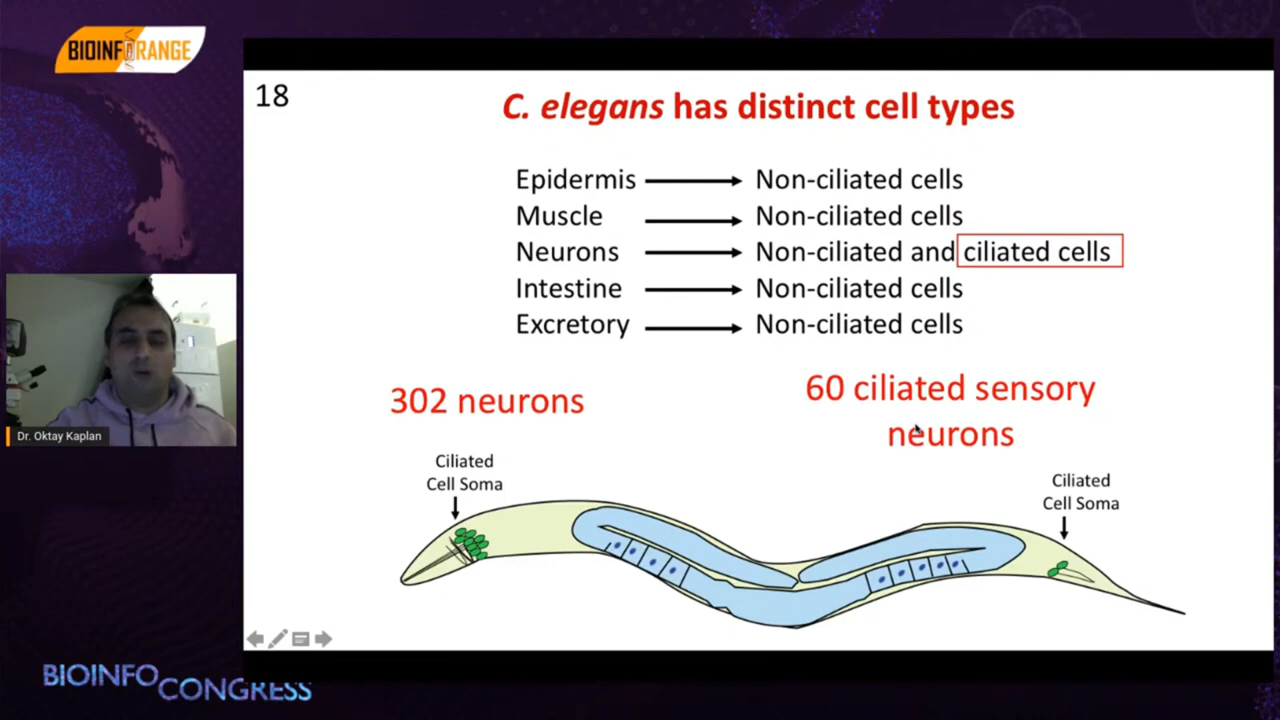 BIOINFORANGE
18
C. elegans has distinct cell types
Epidermis Non-ciliated cells
Muscle Non-ciliated cells
Neurons Non-ciliated and ciliated cells
Intestine Non-ciliated cells
Excretory Non-ciliated cells
302 neurons
60 ciliated sensory
neurons
Ciliated
Cell Soma
Ciliated
Cell Soma
Dr. Oktay Kaplan
BIOINFO
CONGRESS